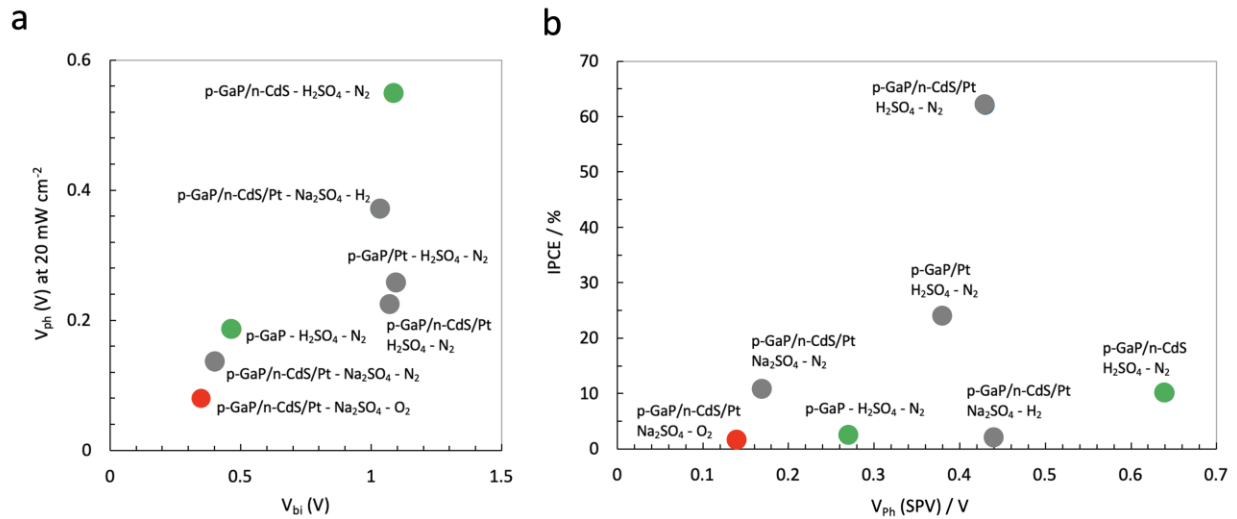 a
0.6
0.4
0.2
0
V_ph (V) at 20 mW cm⁻²
p-GaP/n-CdS - H₂SO₄ - N₂
p-GaP/n-CdS/Pt - Na₂SO₄ - H₂
p-GaP/Pt - H₂SO₄ - N₂
p-GaP/n-CdS/Pt
H₂SO₄ - N₂
p-GaP - H₂SO₄ - N₂
p-GaP/n-CdS/Pt - Na₂SO₄ - N₂
p-GaP/n-CdS/Pt - Na₂SO₄ - O₂
0 0.5 1 1.5
V_bi (V)
b
70
60
50
40
30
20
10
0
IPCE / %
p-GaP/n-CdS/Pt
H₂SO₄ - N₂
p-GaP/Pt
H₂SO₄ - N₂
p-GaP/n-CdS/Pt
Na₂SO₄ - N₂
p-GaP/n-CdS
H₂SO₄ - N₂
p-GaP/n-CdS/Pt
Na₂SO₄ - O₂
p-GaP - H₂SO₄ - N₂
p-GaP/n-CdS/Pt
Na₂SO₄ - H₂
0 0.1 0.2 0.3 0.4 0.5 0.6 0.7
V_Ph (SPV) / V